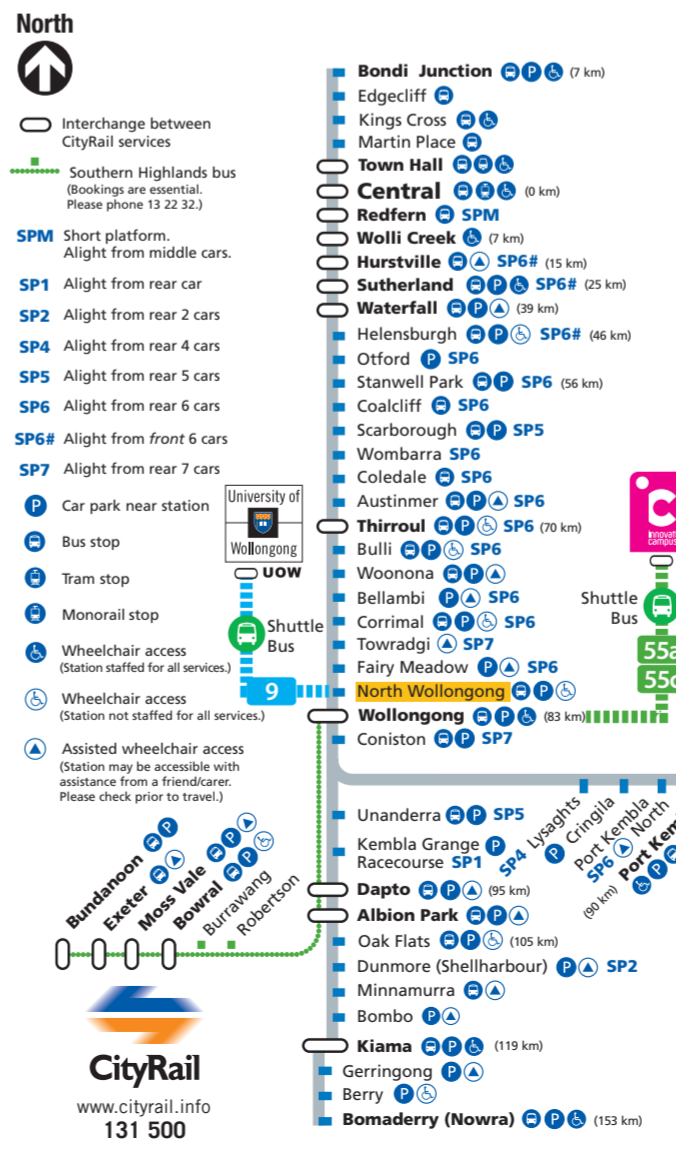 North
Interchange between
CityRail services
Southern Highlands bus
(Bookings are essential.
Please phone 13 22 32.)
SPM Short platform.
Alight from middle cars.
SP1 Alight from rear car
SP2 Alight from rear 2 cars
SP4 Alight from rear 4 cars
SP5 Alight from rear 5 cars
SP6 Alight from rear 6 cars
SP6# Alight from front 6 cars
SP7 Alight from rear 7 cars
P Car park near station
Bus stop
Tram stop
Monorail stop
Wheelchair access
(Station staffed for all services.)
Wheelchair access
(Station not staffed for all services.)
Assisted wheelchair access
(Station may be accessible with
assistance from a friend/carer.
Please check prior to travel.)
University of
Wollongong
UOW
Shuttle
Bus
9
Bondi Junction P (7 km)
Edgecliff
Kings Cross
Martin Place
Town Hall
Central (0 km)
Redfern SPM
Wolli Creek (7 km)
Hurstville SP6# (15 km)
Sutherland P SP6# (25 km)
Waterfall P (39 km)
Helensburgh P SP6# (46 km)
Otford P SP6
Stanwell Park P SP6 (56 km)
Coalcliff SP6
Scarborough P SP5
Wombarra SP6
Coledale SP6
Austinmer P SP6
Thirroul P SP6 (70 km)
Bulli P SP6
Woonona P
Bellambi P SP6
Corrimal P SP6
Towradgi SP7
Fairy Meadow P SP6
North Wollongong P
Wollongong P (83 km)
Coniston P SP7
innovation
campus
Shuttle
Bus
55a
55c
Lysaghts
SP4 Cringila P
Port Kembla
North SP6
Port Kembla P
(90 km)
Unanderra P SP5
Kembla Grange P
Racecourse SP1
Dapto P (95 km)
Albion Park P
Oak Flats P (105 km)
Dunmore (Shellharbour) P SP2
Minnamurra
Bombo P
Kiama P (119 km)
Gerringong P
Berry P
Bomaderry (Nowra) P (153 km)
Bundanoon P
Exeter
Moss Vale P
Bowral P
Burrawang
Robertson
CityRail
www.cityrail.info
131 500